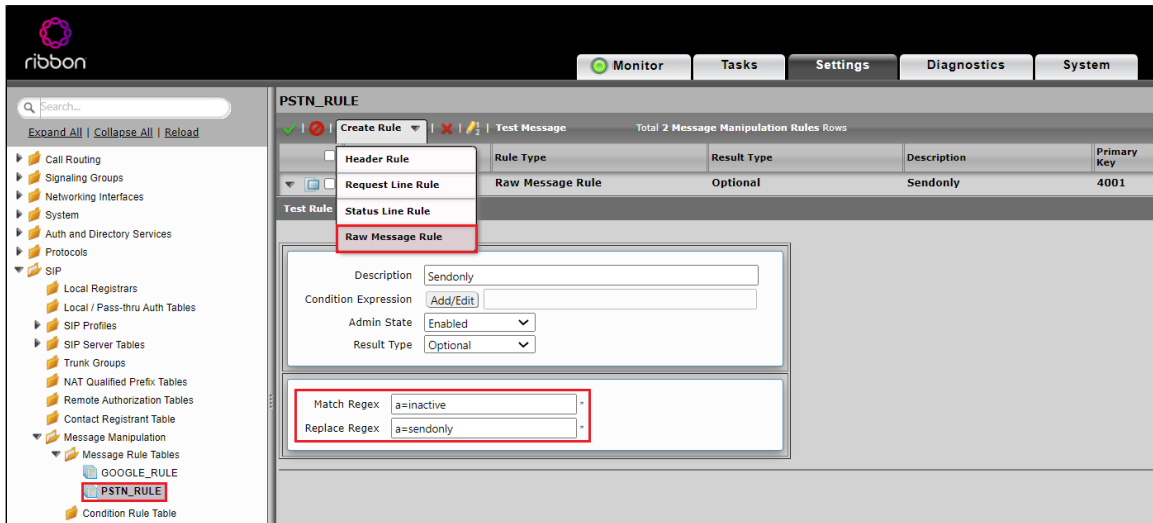 ribbon
Monitor
Tasks
Settings
Diagnostics
System
Search...
Expand All | Collapse All | Reload
Call Routing
Signaling Groups
Networking Interfaces
System
Auth and Directory Services
Protocols
SIP
Local Registrars
Local / Pass-thru Auth Tables
SIP Profiles
SIP Server Tables
Trunk Groups
NAT Qualified Prefix Tables
Remote Authorization Tables
Contact Registrant Table
Message Manipulation
Message Rule Tables
GOOGLE_RULE
PSTN_RULE
Condition Rule Table
PSTN_RULE
Create Rule | Test Message Total 2 Message Manipulation Rules Rows
Rule Type Result Type Description Primary Key
Raw Message Rule Optional Sendonly 4001
Test Rule
Header Rule
Request Line Rule
Status Line Rule
Raw Message Rule
Description Sendonly
Condition Expression Add/Edit
Admin State Enabled
Result Type Optional
Match Regex a=inactive *
Replace Regex a=sendonly *